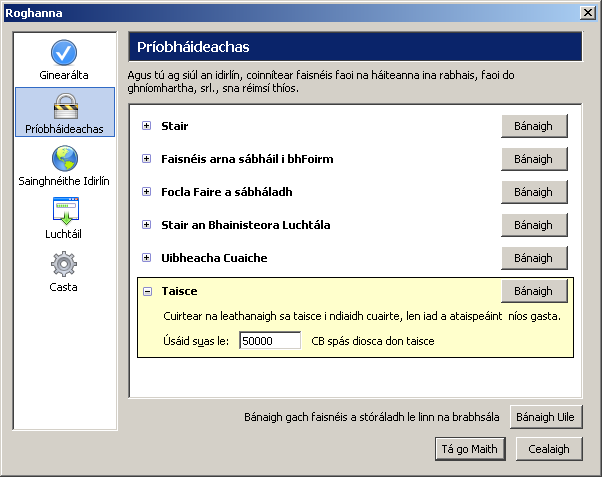 Roghanna
Ginearálta
Príobháideachas
Sainghnéithe Idirlín
Luchtáil
Casta
Príobháideachas
Agus tú ag siúl an idirlín, coinnítear faisnéis faoi na háiteanna ina rabhais, faoi do
ghníomhartha, srl., sna réimsí thíos.
Stair Bánaigh
Faisnéis arna sábháil i bhFoirm Bánaigh
Focla Faire a sábháladh Bánaigh
Stair an Bhainisteora Luchtála Bánaigh
Uibheacha Cuaiche Bánaigh
Taisce Bánaigh
Cuirtear na leathanaigh sa taisce i ndiaidh cuairte, len iad a ataispeáint níos gasta.
Úsáid suas le: 50000 CB spás diosca don taisce
Bánaigh gach faisnéis a stóráladh le linn na brabhsála Bánaigh Uile
Tá go Maith Cealaigh